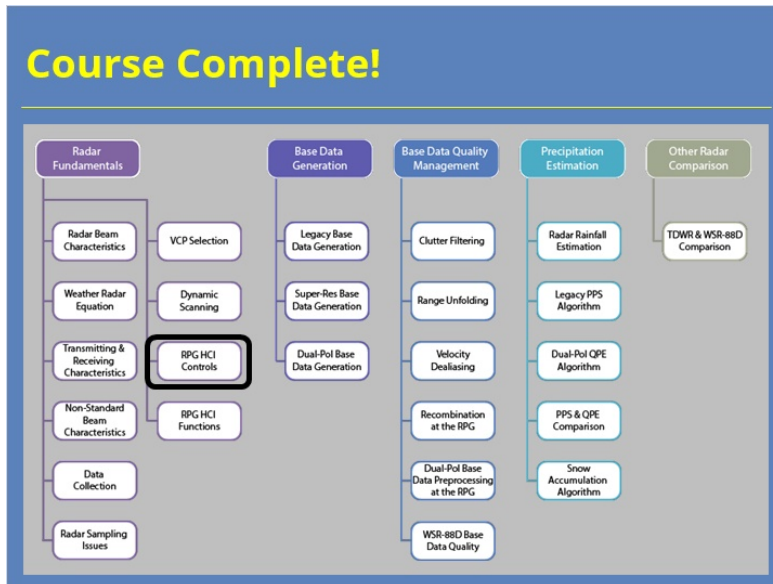 Course Complete!
Radar
Fundamentals
Radar Beam
Characteristics
Weather Radar
Equation
Transmitting &
Receiving
Characteristics
Non-Standard
Beam
Characteristics
Data
Collection
Radar Sampling
Issues
VCP Selection
Dynamic
Scanning
RPG HCI
Controls
RPG HCI
Functions
Base Data
Generation
Legacy Base
Data Generation
Super-Res Base
Data Generation
Dual-Pol Base
Data Generation
Base Data Quality
Management
Clutter Filtering
Range Unfolding
Velocity
Dealiasing
Recombination
at the RPG
Dual-Pol Base
Data Preprocessing
at the RPG
WSR-88D Base
Data Quality
Precipitation
Estimation
Radar Rainfall
Estimation
Legacy PPS
Algorithm
Dual-Pol QPE
Algorithm
PPS & QPE
Comparison
Snow
Accumulation
Algorithm
Other Radar
Comparison
TDWR & WSR-88D
Comparison